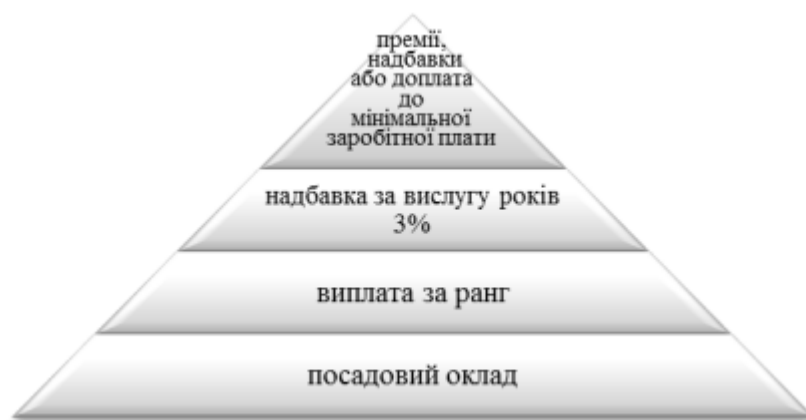 премії,
надбавки
або доплата
до
мінімальної
заробітної плати
надбавка за вислугу років
3%
виплата за ранг
посадовий оклад